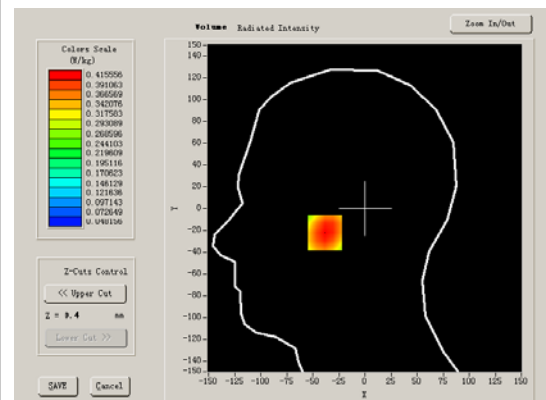 Volume Radiated Intensity
Zoom In/Out
Colors Scale
(W/kg)
0.415556
0.391063
0.366569
0.342076
0.317583
0.293089
0.268596
0.244103
0.219609
0.195116
0.170623
0.146129
0.121636
0.097143
0.072649
0.048156
Z-Cuts Control
<< Upper Cut
Z = 0.4 mm
Lower Cut >>
SAVE Cancel
150
140
120
100
80
60
40
20
0
-20
-40
-60
-80
-100
-120
-140
-150
Y
-150 -125 -100 -75 -50 -25 0 25 50 75 100 125 150
X